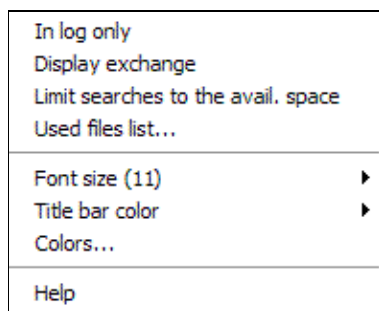 In log only
Display exchange
Limit searches to the avail. space
Used files list...
Font size (11)
Title bar color
Colors...
Help